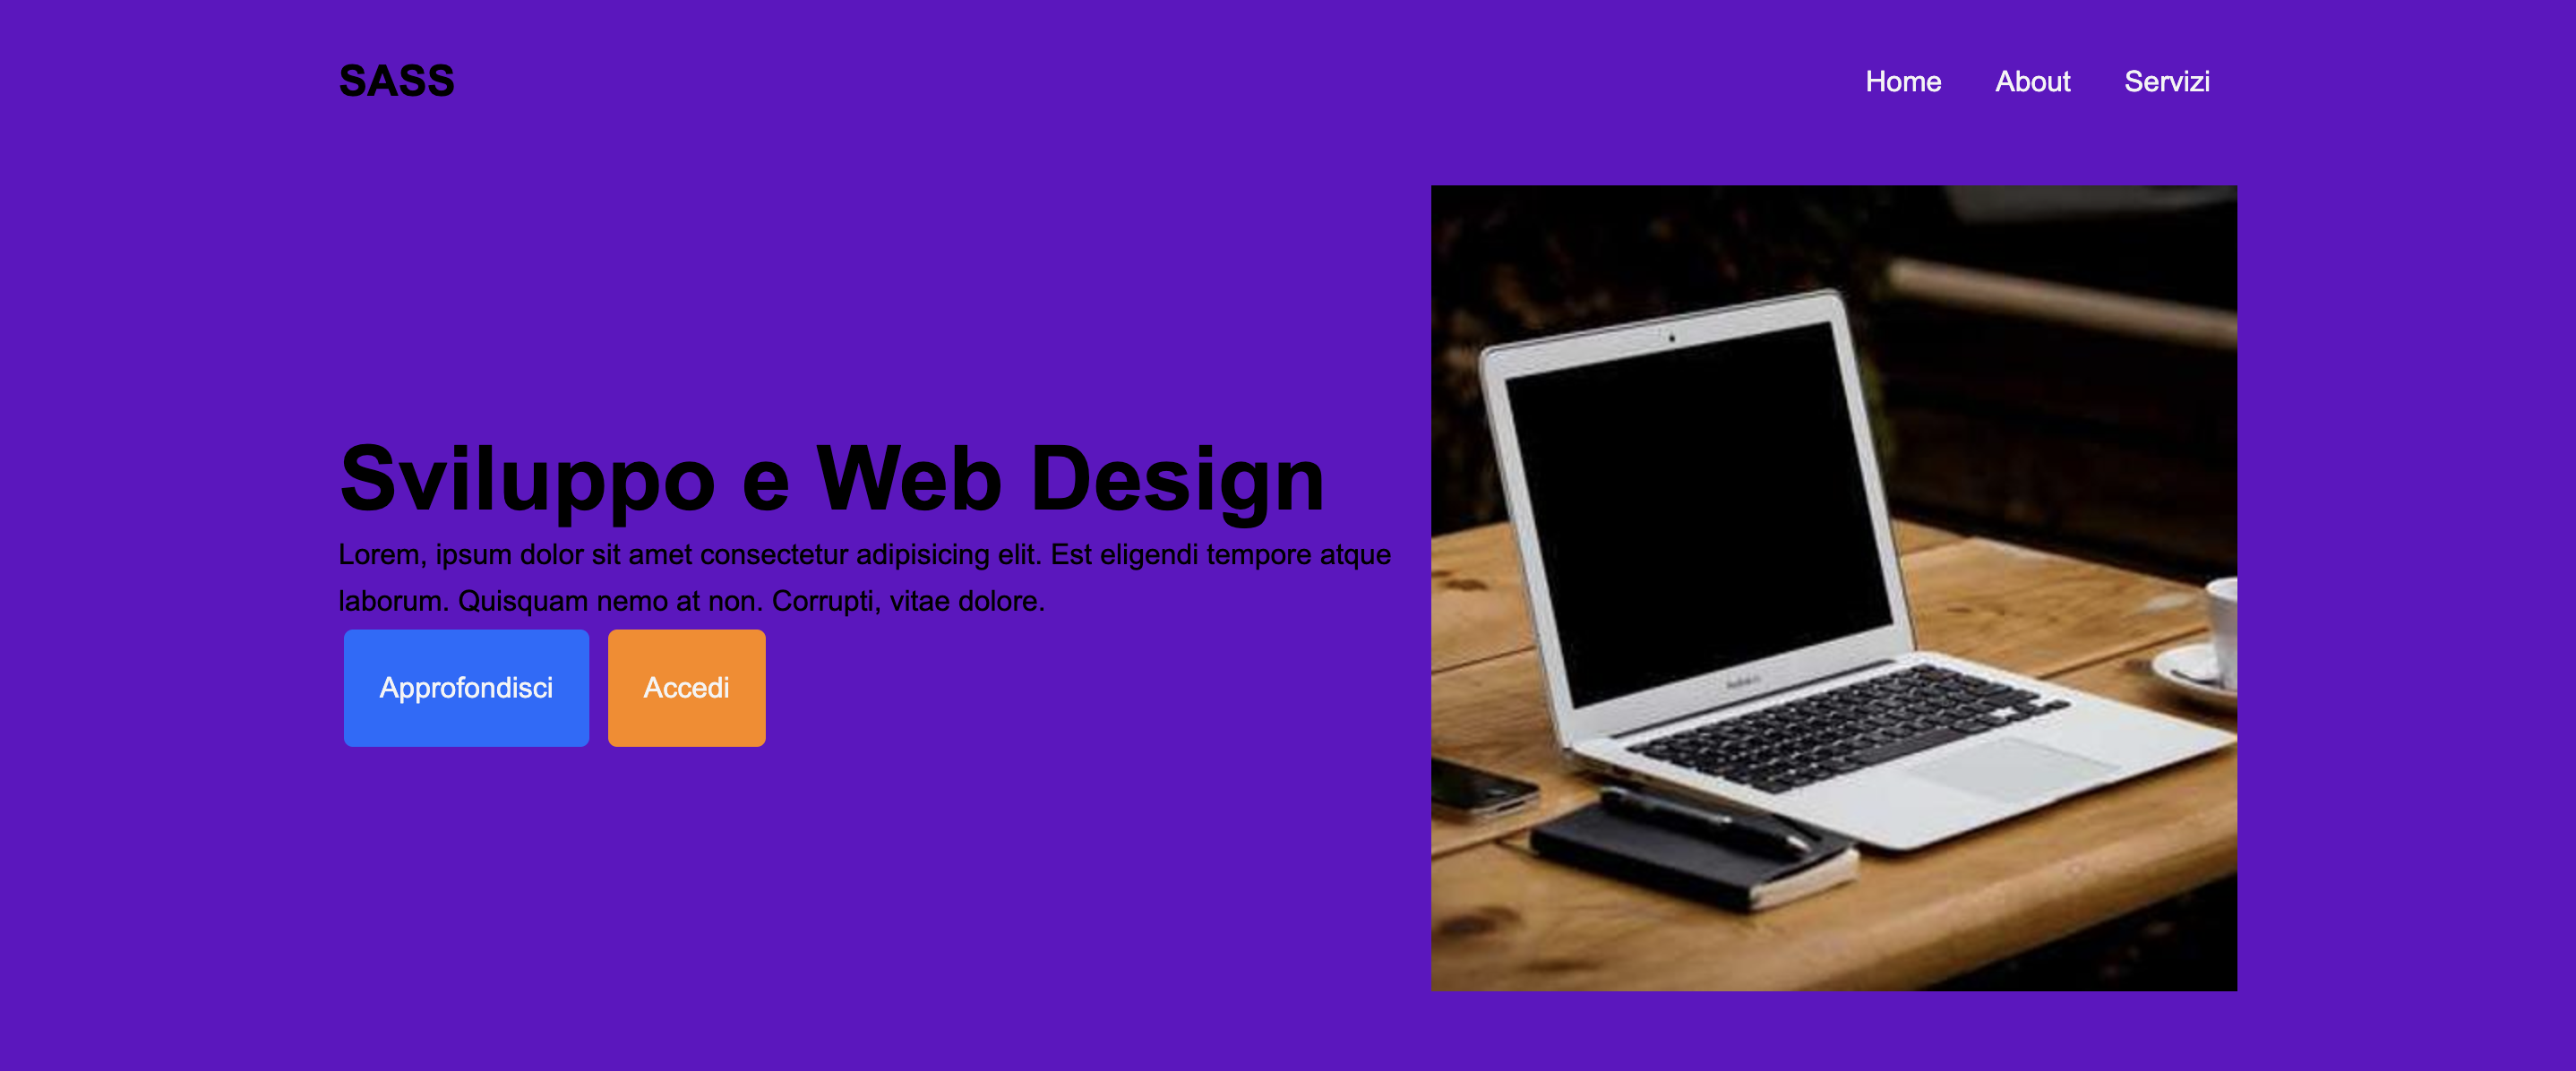 SASS
Home About Servizi
Sviluppo e Web Design
Lorem, ipsum dolor sit amet consectetur adipisicing elit. Est eligendi tempore atque
laborum. Quisquam nemo at non. Corrupti, vitae dolore.
Approfondisci Accedi